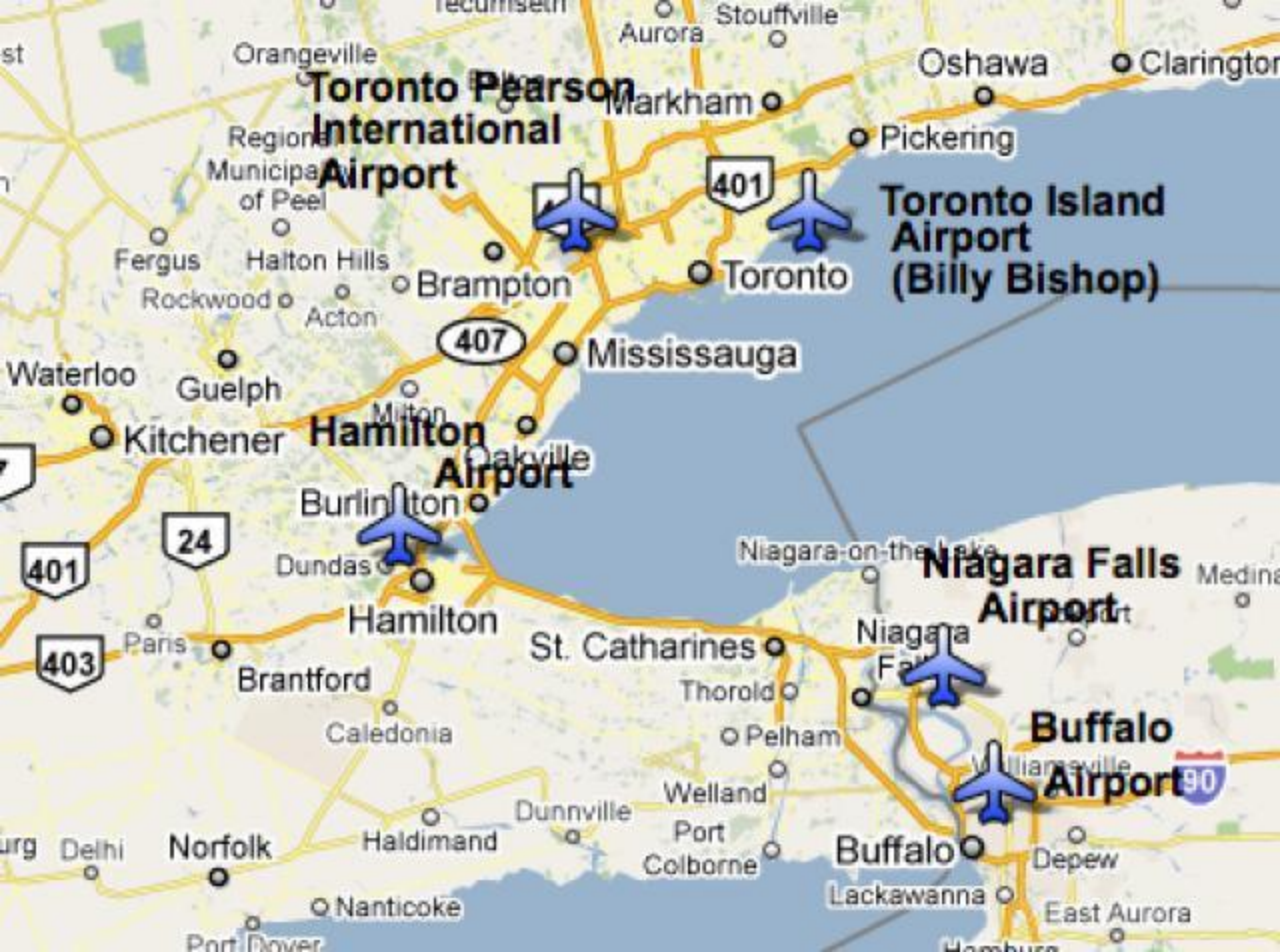 Tecumseth
Stouffville
Aurora
Orangeville
Oshawa
Clarington
st
Toronto Pearson
Markham
International
Pickering
Regional
Municipality
Airport
of Peel
401
Toronto Island
Airport
(Billy Bishop)
Fergus
Halton Hills
Brampton
Toronto
Rockwood
Acton
407
Mississauga
Waterloo
Guelph
Milton
Kitchener
Hamilton
Airport
Oakville
7
Burlington
24
401
Dundas
Niagara-on-the-Lake
Niagara Falls
Airport
Medina
Hamilton
Paris
403
Brantford
St. Catharines
Niagara
Falls
Thorold
Caledonia
Pelham
Buffalo
Airport
Williamsville
90
Welland
Dunnville
Haldimand
Port
Colborne
urg
Delhi
Norfolk
Buffalo
Depew
Lackawanna
Nanticoke
East Aurora
Port Dover
Hamburg